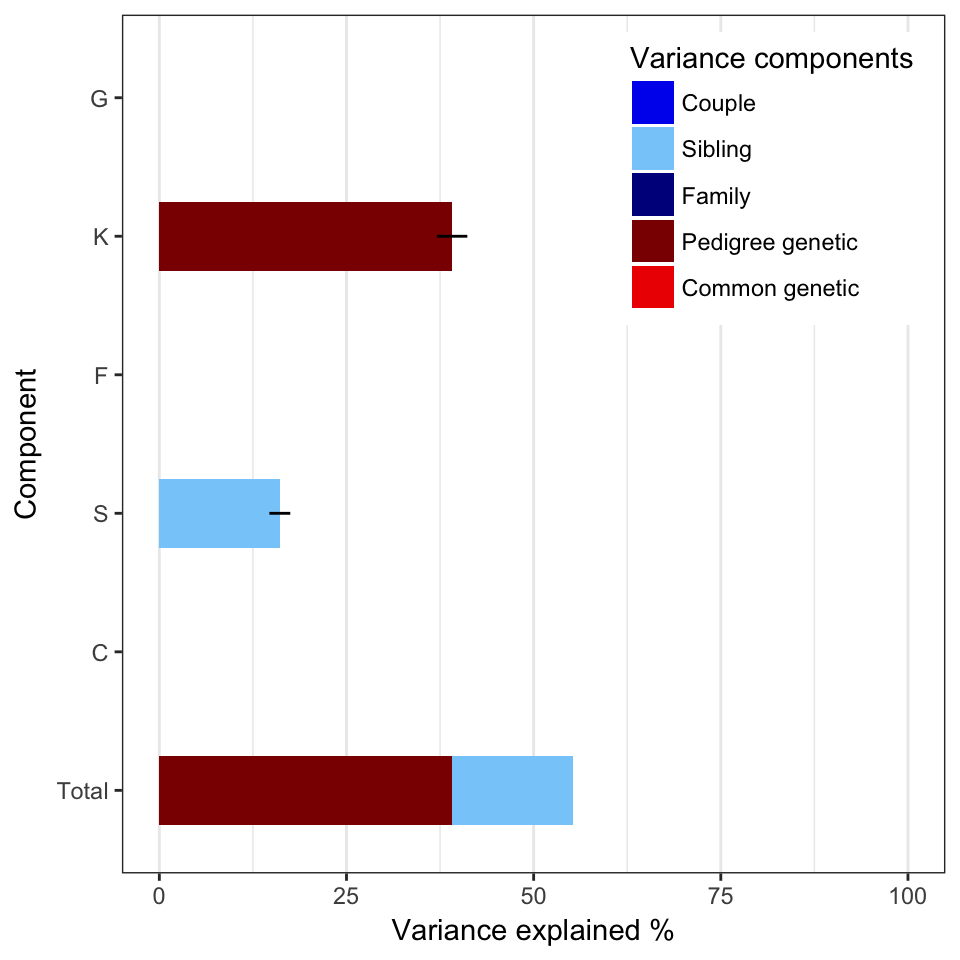 Variance components
Couple
Sibling
Family
Pedigree genetic
Common genetic
G
K
F
S
C
Total
Component
0 25 50 75 100
Variance explained %